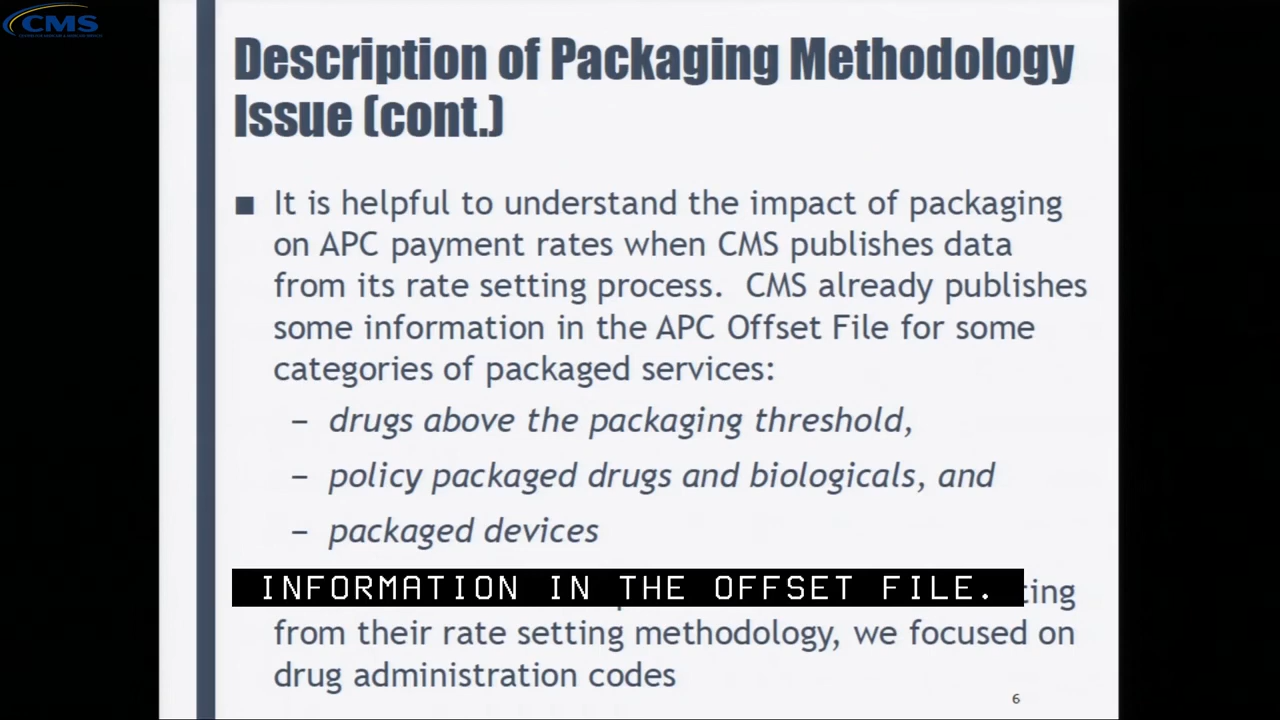 CMS
Description of Packaging Methodology
Issue (cont.)
■ It is helpful to understand the impact of packaging
on APC payment rates when CMS publishes data
from its rate setting process.  CMS already publishes
some information in the APC Offset File for some
categories of packaged services:
– drugs above the packaging threshold,
– policy packaged drugs and biologicals, and
– packaged devices
INFORMATION IN THE OFFSET FILE.
from their rate setting methodology, we focused on
drug administration codes
6